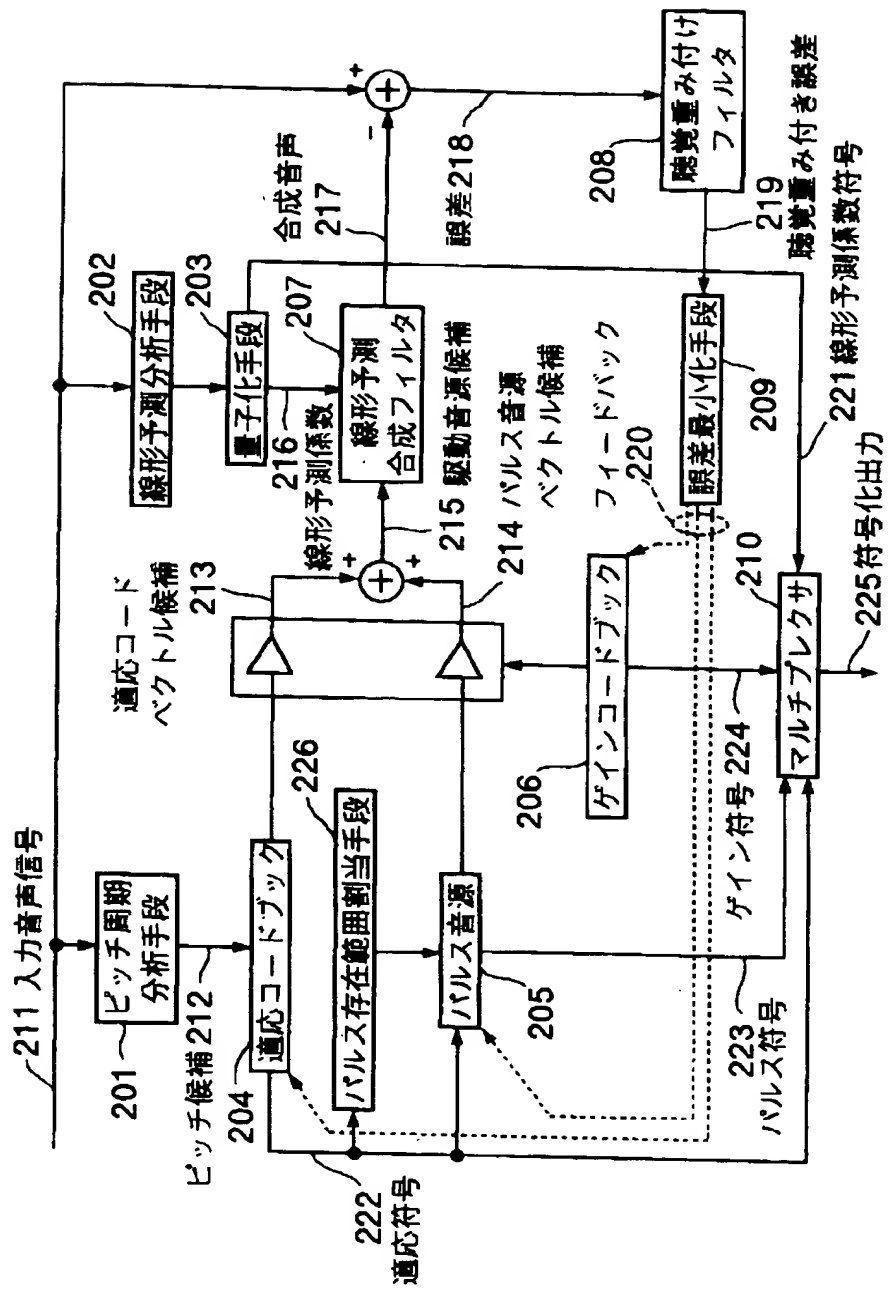 211 入力音声信号
ピッチ周期
分析手段
201
ピッチ候補 212
適応コードブック
204
パルス存在範囲割当手段
226
パルス音源
205
222
適応符号
223
パルス符号
適応コード
ベクトル候補
213
214 パルス音源
ベクトル候補
215 駆動音源候補
線形予測分析手段
202
量子化手段
203
216
線形予測係数
線形予測
合成フィルタ
207
合成音声
217
誤差218
聴覚重み付け
フィルタ
208
219
聴覚重み付き誤差
誤差最小化手段
209
フィードバック
220
ゲインコードブック
206
ゲイン符号 224
マルチプレクサ
210
221 線形予測係数符号
225 符号化出力
+
-
+
+
+
+